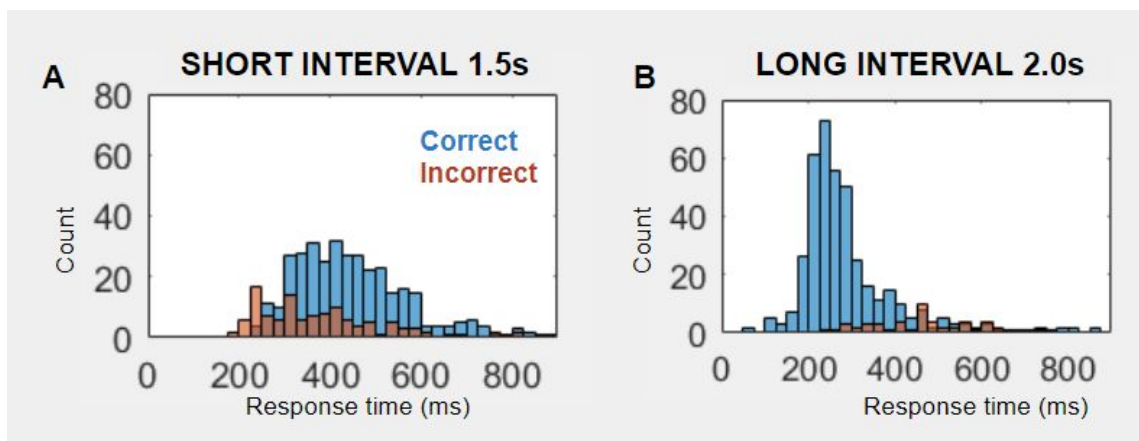 A
SHORT INTERVAL 1.5s
80
60
40
20
0
Count
Correct
Incorrect
0 200 400 600 800
Response time (ms)
B
LONG INTERVAL 2.0s
80
60
40
20
0
Count
0 200 400 600 800
Response time (ms)